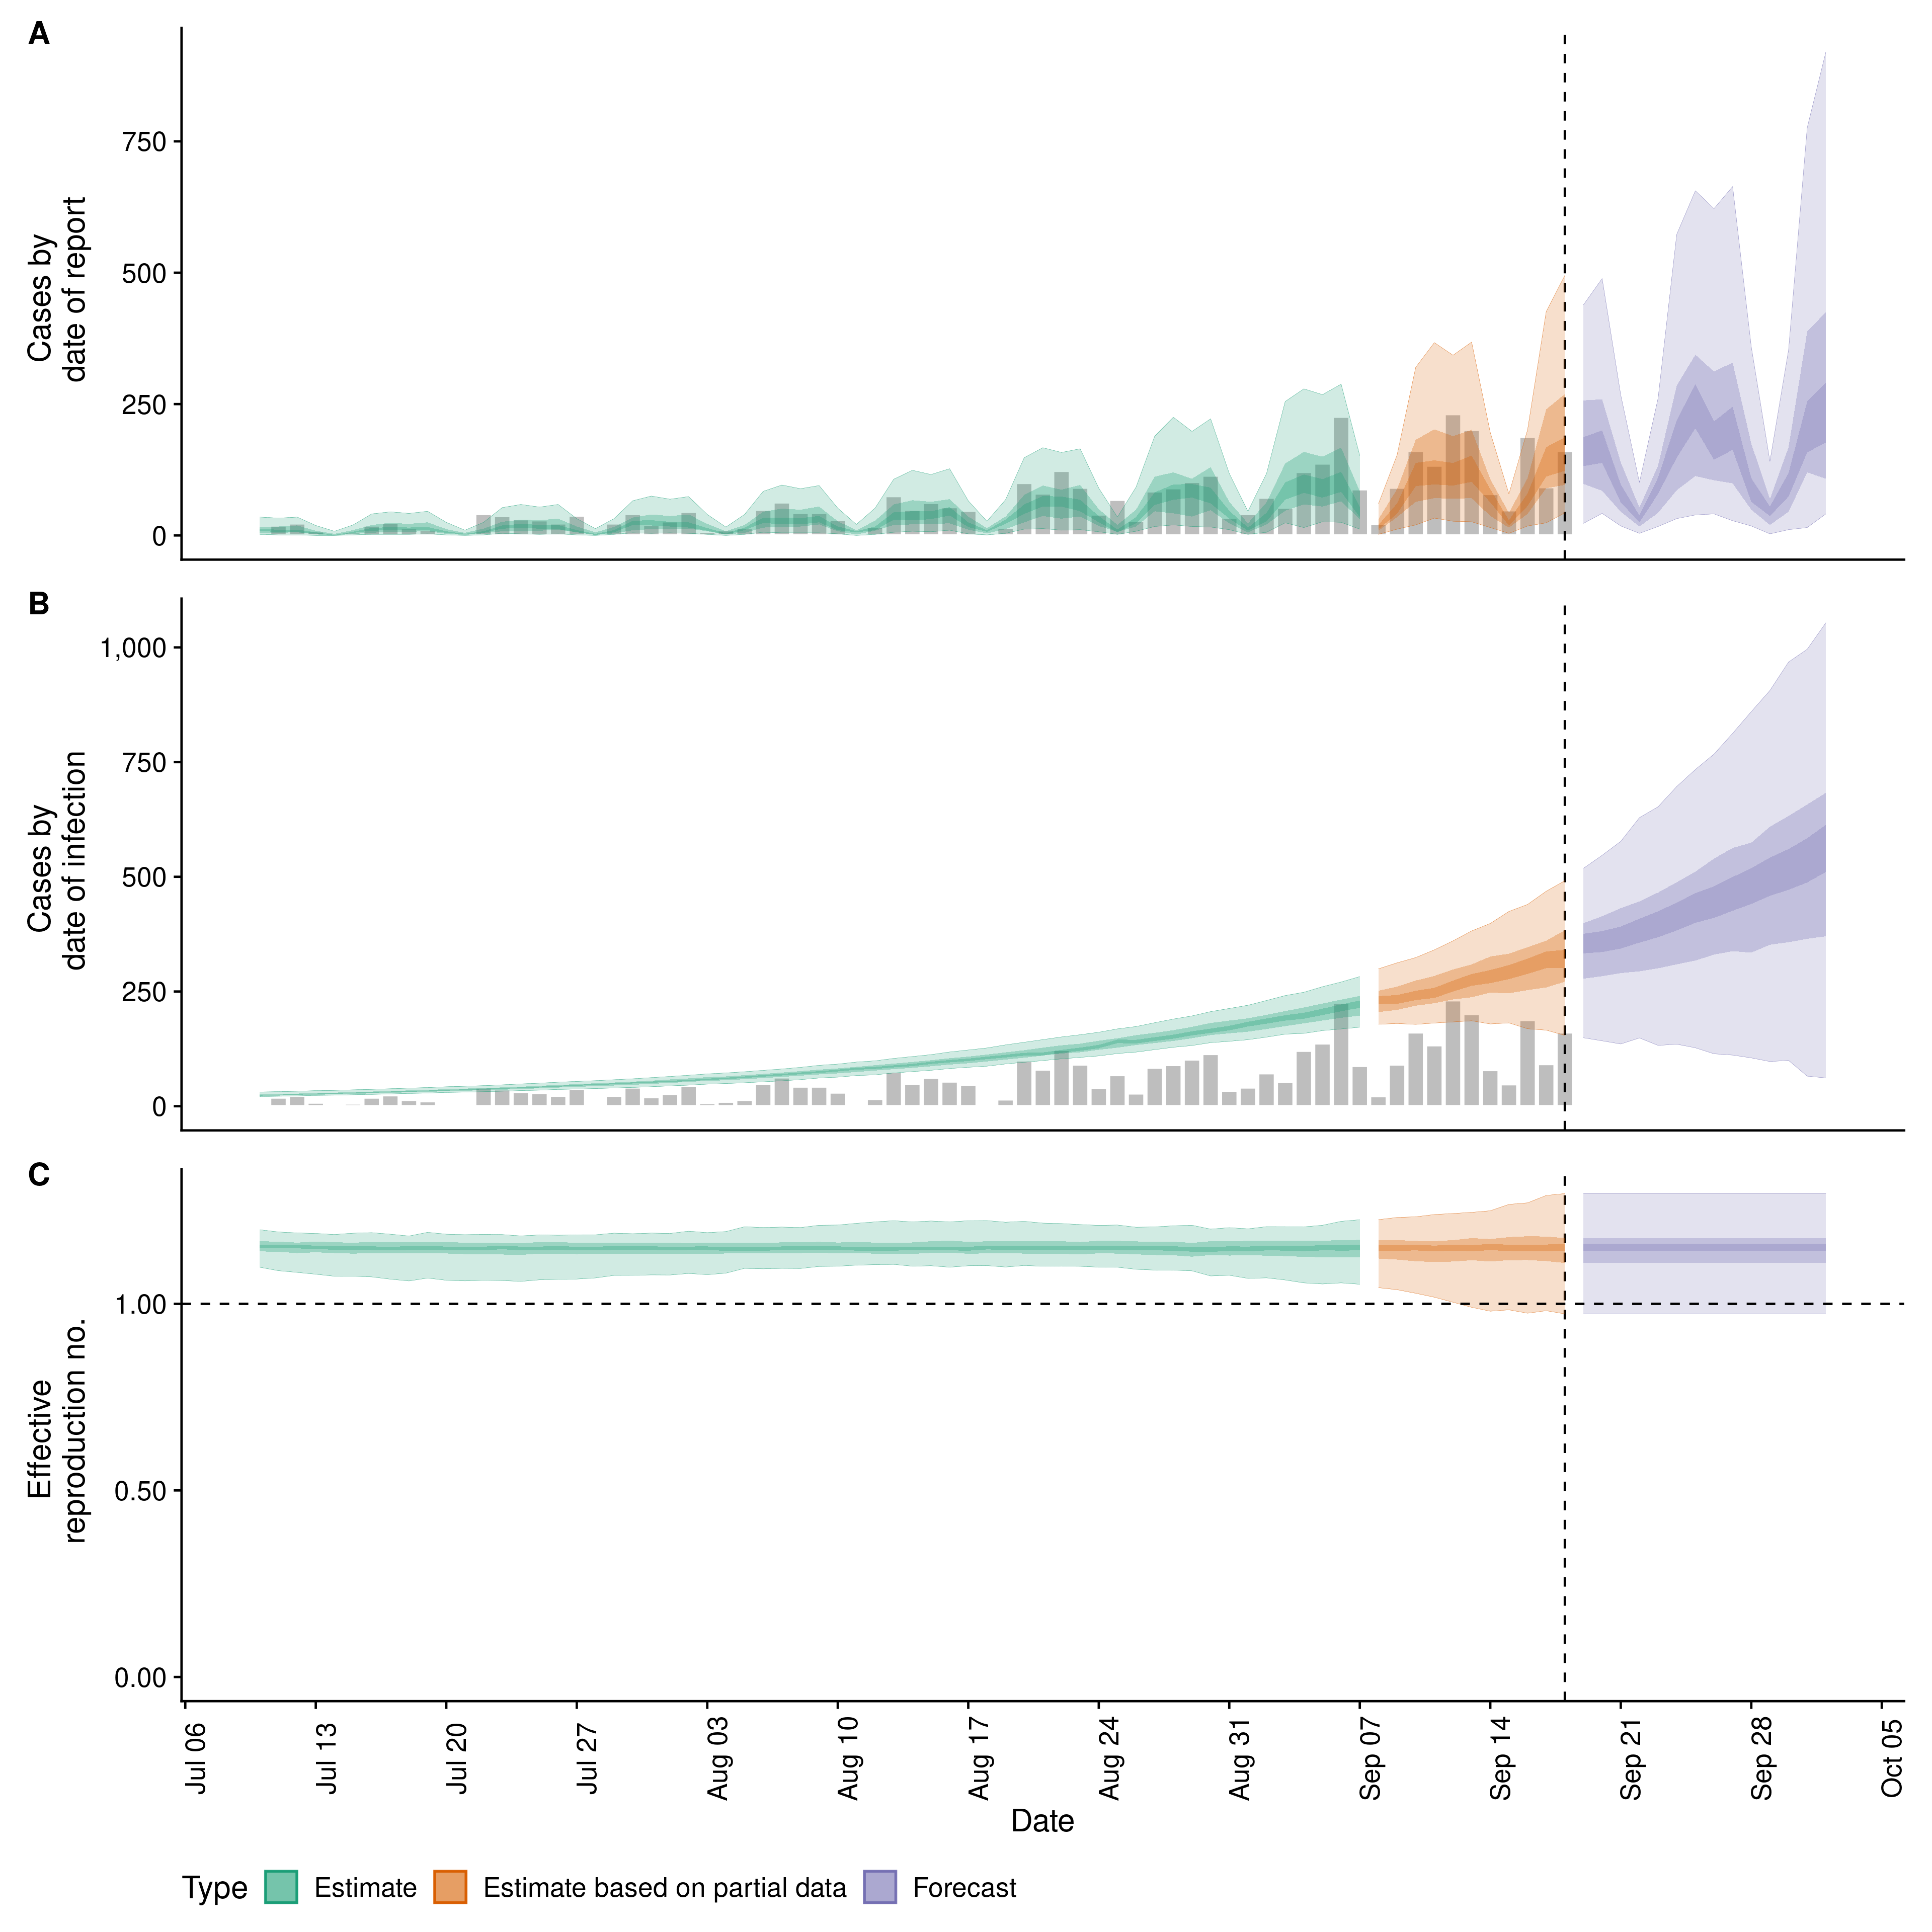 A
Cases by
date of report
750
500
250
0
B
Cases by
date of infection
1,000
750
500
250
0
C
Effective
reproduction no.
1.00
0.50
0.00
Jul 06
Jul 13
Jul 20
Jul 27
Aug 03
Aug 10
Aug 17
Aug 24
Aug 31
Sep 07
Sep 14
Sep 21
Sep 28
Oct 05
Date
Type Estimate Estimate based on partial data Forecast